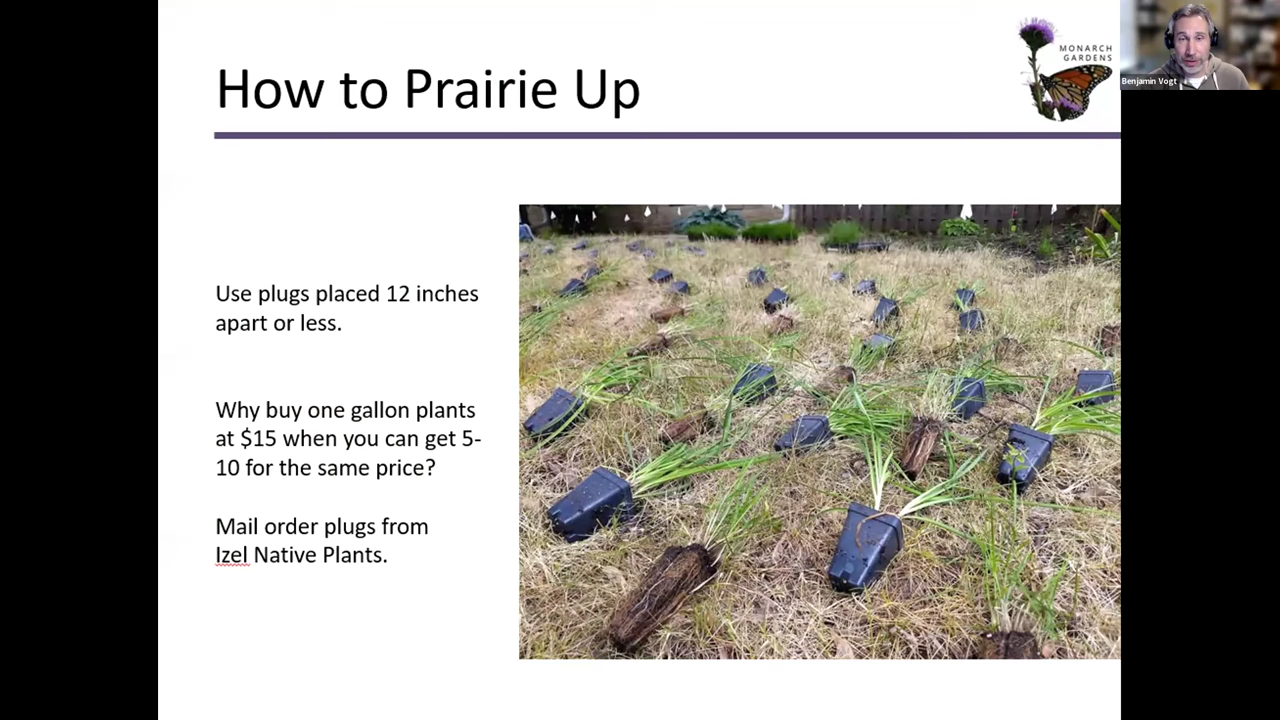 How to Prairie Up
MONARCH
GARDENS
Benjamin Vogt
Use plugs placed 12 inches
apart or less.
Why buy one gallon plants
at $15 when you can get 5-
10 for the same price?
Mail order plugs from
Izel Native Plants.